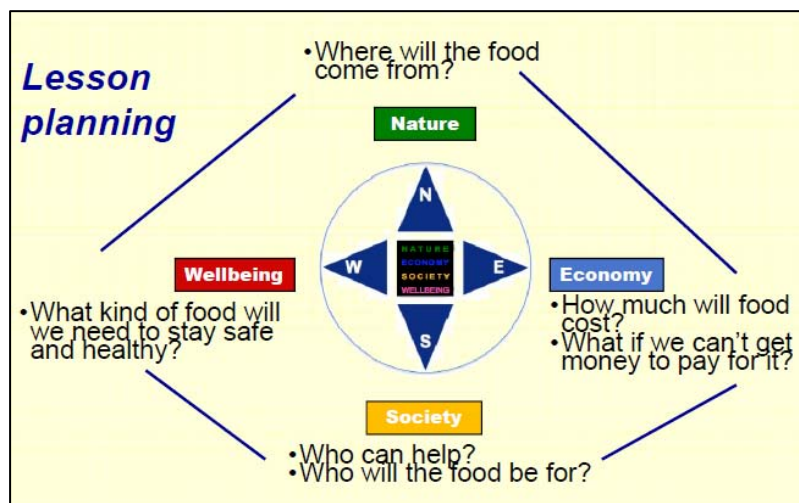 Lesson
planning
•Where will the food
come from?
Nature
N
W
E
S
NATURE
ECONOMY
SOCIETY
WELLBEING
Wellbeing
•What kind of food will
we need to stay safe
and healthy?
Economy
•How much will food
cost?
•What if we can't get
money to pay for it?
Society
•Who can help?
•Who will the food be for?